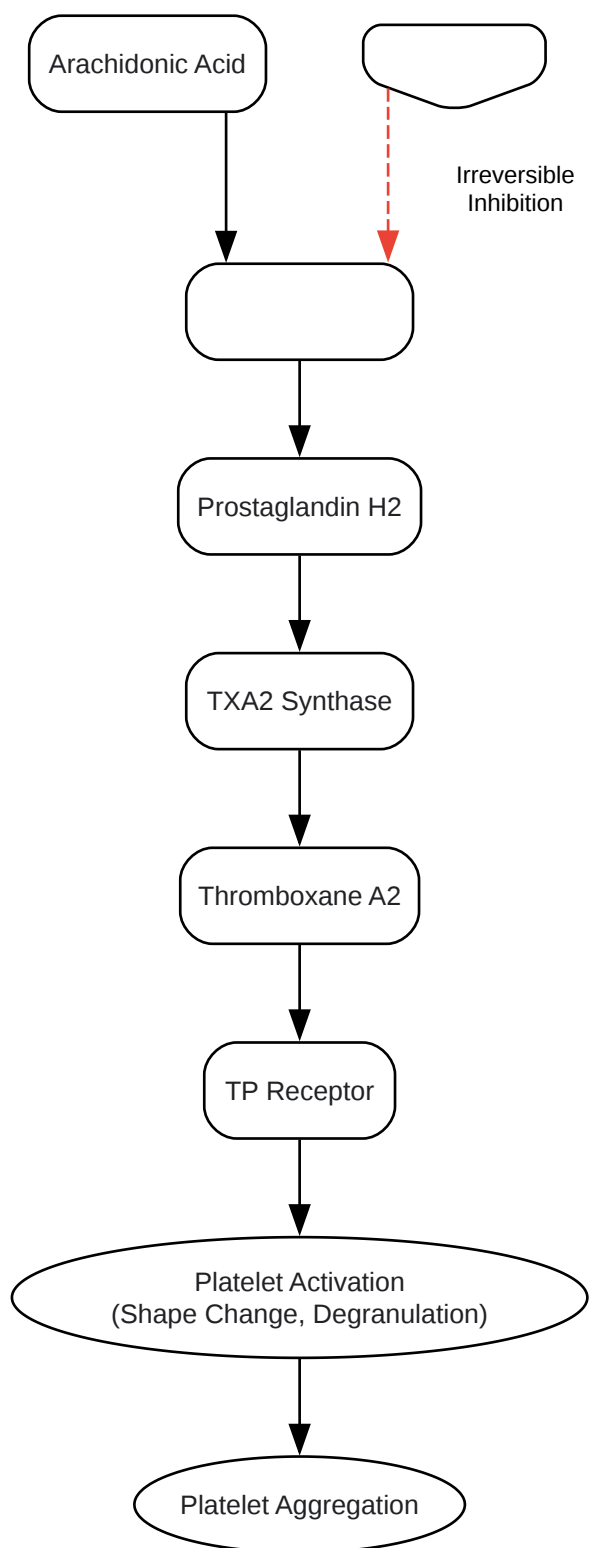 Arachidonic Acid
Irreversible
Inhibition
Prostaglandin H2
TXA2 Synthase
Thromboxane A2
TP Receptor
Platelet Activation
(Shape Change, Degranulation)
Platelet Aggregation